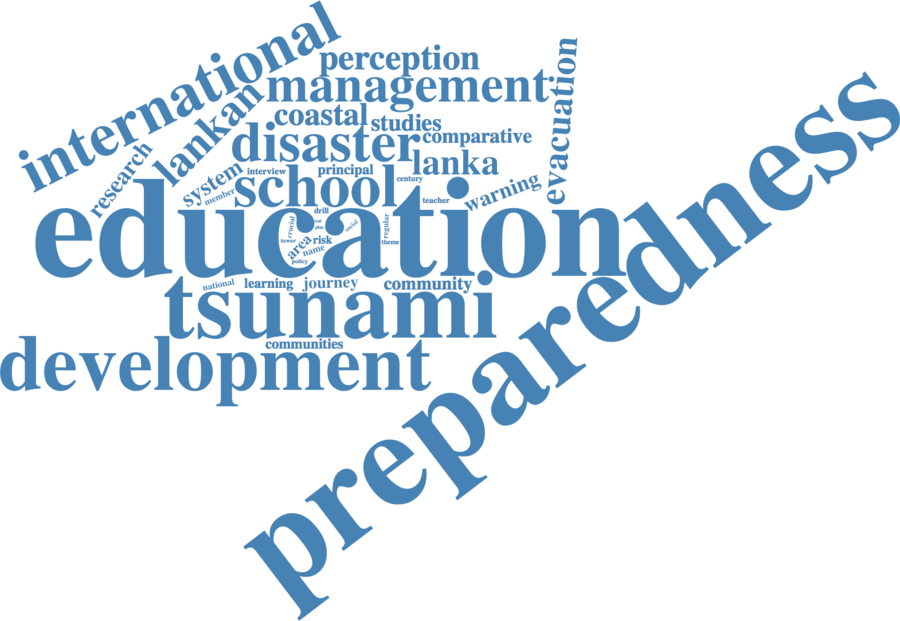 international
perception
management
evacuation
lankan
coastal
studies
disaster
comparative
lanka
research
system
interview
principal
century
member
school
teacher
warning
preparedness
education
drill
crucial
social
regular
plan
tower
area
risk
theme
name
policy
national
learning
journey
community
tsunami
communities
development